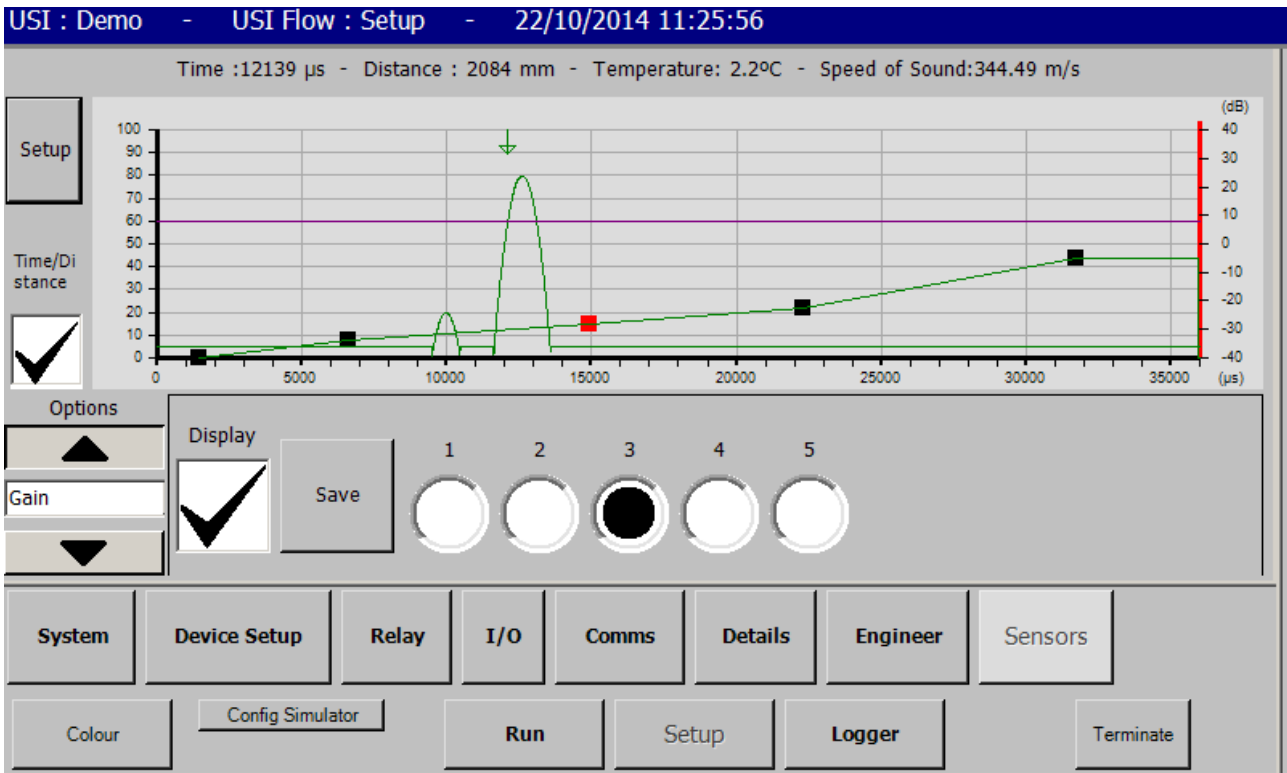 USI : Demo - USI Flow : Setup - 22/10/2014 11:25:56
Time :12139 µs - Distance : 2084 mm - Temperature: 2.2ºC - Speed of Sound:344.49 m/s
Setup
(dB)
100
90
80
70
60
50
40
30
20
10
0
40
30
20
10
0
-10
-20
-30
-40
0 5000 10000 15000 20000 25000 30000 35000 (µs)
Time/Di
stance
Options
Gain
Display
Save
1 2 3 4 5
System Device Setup Relay I/O Comms Details Engineer Sensors
Colour Config Simulator Run Setup Logger Terminate